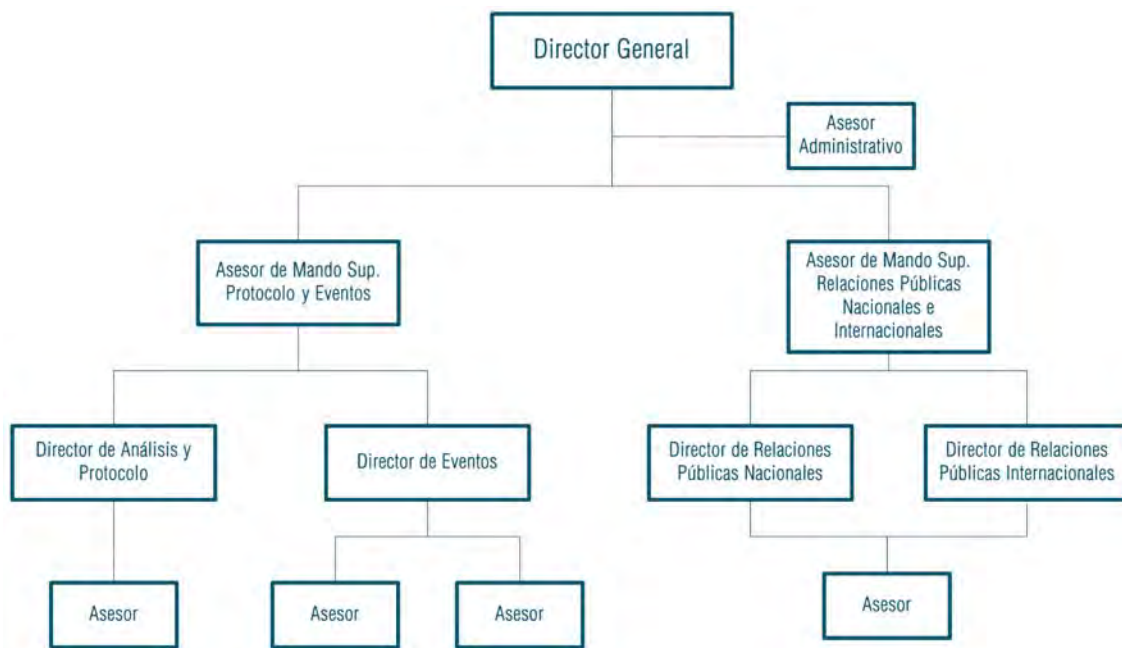 Director General
Asesor
Administrativo
Asesor de Mando Sup.
Protocolo y Eventos
Asesor de Mando Sup.
Relaciones Públicas
Nacionales e
Internacionales
Director de Análisis y
Protocolo
Director de Eventos
Director de Relaciones
Públicas Nacionales
Director de Relaciones
Públicas Internacionales
Asesor
Asesor
Asesor
Asesor